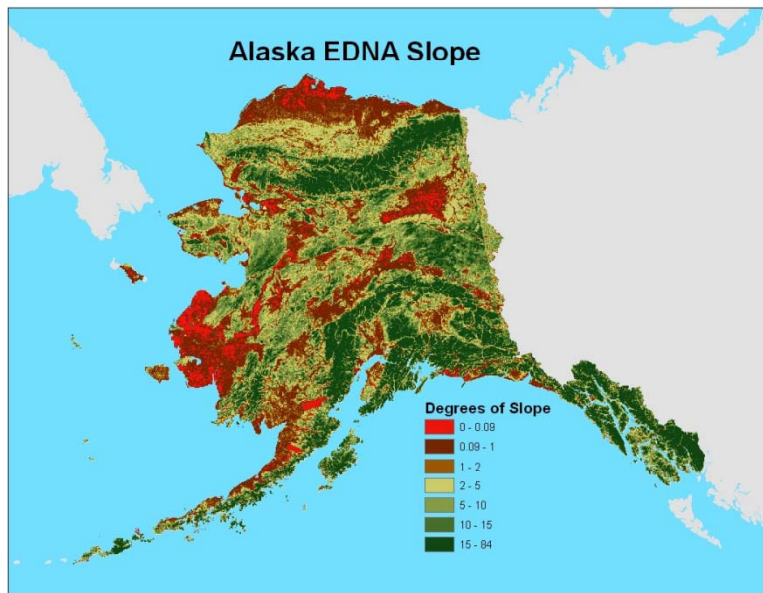 Alaska EDNA Slope
Degrees of Slope
0 - 0.09
0.09 - 1
1 - 2
2 - 5
5 - 10
10 - 15
15 - 84